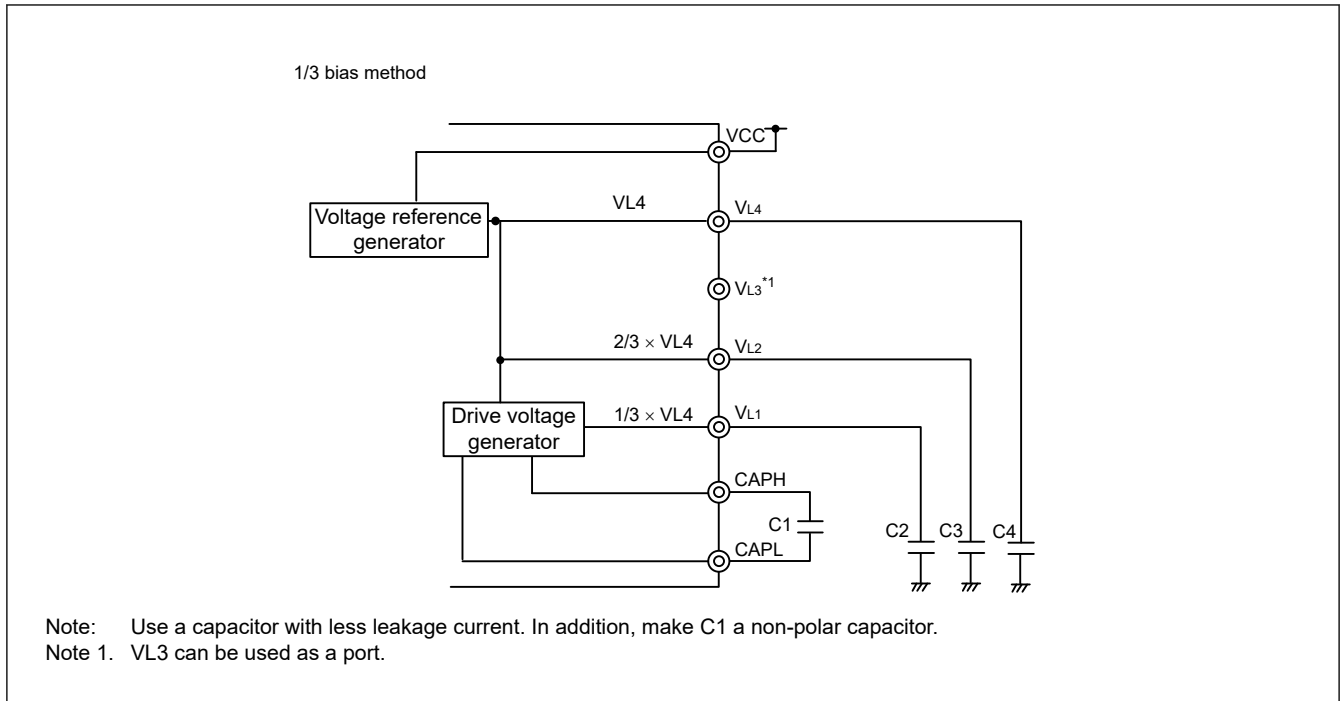 1/3 bias method
VCC
Voltage reference
generator
VL4
VL4
VL3*1
2/3 × VL4
VL2
Drive voltage
generator
1/3 × VL4
VL1
CAPH
C1
CAPL
C2
C3
C4
Note: Use a capacitor with less leakage current. In addition, make C1 a non-polar capacitor.
Note 1. VL3 can be used as a port.